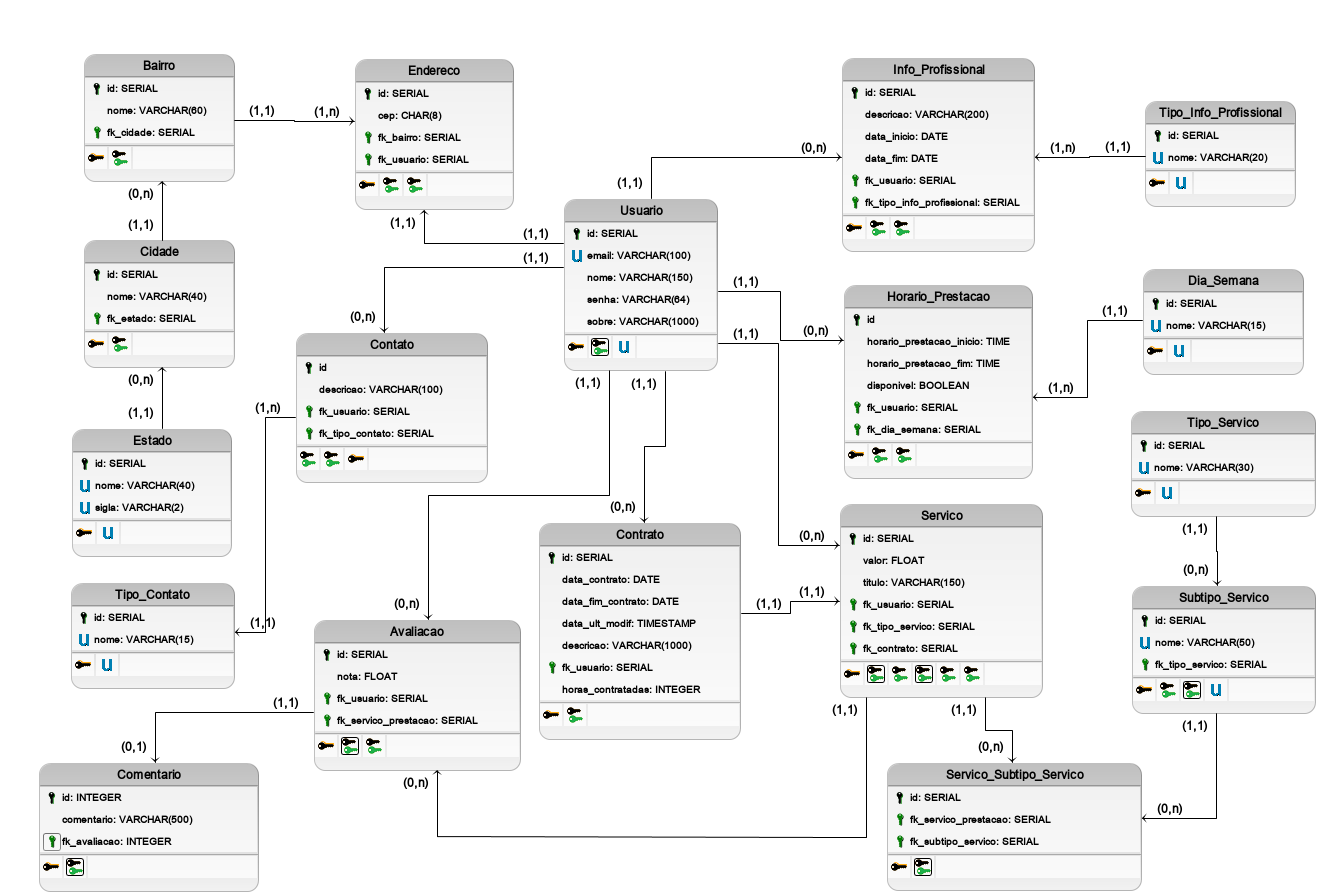 Bairro
id: SERIAL
nome: VARCHAR(60)
fk_cidade: SERIAL
(1,1)
(1,n)
Endereco
id: SERIAL
cep: CHAR(8)
fk_bairro: SERIAL
fk_usuario: SERIAL
(0,n)
(1,1)
Cidade
id: SERIAL
nome: VARCHAR(40)
fk_estado: SERIAL
(0,n)
(1,1)
Estado
id: SERIAL
U nome: VARCHAR(40)
U sigla: VARCHAR(2)
U
Tipo_Contato
id: SERIAL
U nome: VARCHAR(15)
U
(1,1)
(1,n)
Contato
id
descricao: VARCHAR(100)
fk_usuario: SERIAL
fk_tipo_contato: SERIAL
(0,n)
(1,1)
(1,1)
(1,1)
(1,1)
Usuario
id: SERIAL
U email: VARCHAR(100)
nome: VARCHAR(150)
senha: VARCHAR(64)
sobre: VARCHAR(1000)
U
(1,1)
(1,1)
(1,1)
(1,1)
(0,n)
Info_Profissional
id: SERIAL
descricao: VARCHAR(200)
data_inicio: DATE
data_fim: DATE
fk_usuario: SERIAL
fk_tipo_info_profissional: SERIAL
(1,n)
(1,1)
Tipo_Info_Profissional
id: SERIAL
U nome: VARCHAR(20)
U
(0,n)
Horario_Prestacao
id
horario_prestacao_inicio: TIME
horario_prestacao_fim: TIME
disponivel: BOOLEAN
fk_usuario: SERIAL
fk_dia_semana: SERIAL
(1,n)
(1,1)
Dia_Semana
id: SERIAL
U nome: VARCHAR(15)
U
Tipo_Servico
id: SERIAL
U nome: VARCHAR(30)
U
(1,1)
(0,n)
Subtipo_Servico
id: SERIAL
U nome: VARCHAR(50)
fk_tipo_servico: SERIAL
U
(1,1)
(0,n)
(0,n)
Servico
id: SERIAL
valor: FLOAT
titulo: VARCHAR(150)
fk_usuario: SERIAL
fk_tipo_servico: SERIAL
fk_contrato: SERIAL
(1,1)
(1,1)
(0,n)
Servico_Subtipo_Servico
id: SERIAL
fk_servico_prestacao: SERIAL
fk_subtipo_servico: SERIAL
(0,n)
Contrato
id: SERIAL
data_contrato: DATE
data_fim_contrato: DATE
data_ult_modif: TIMESTAMP
descricao: VARCHAR(1000)
fk_usuario: SERIAL
horas_contratadas: INTEGER
(1,1)
(1,1)
(0,n)
Avaliacao
id: SERIAL
nota: FLOAT
fk_usuario: SERIAL
fk_servico_prestacao: SERIAL
(0,n)
(1,1)
(0,1)
Comentario
id: INTEGER
comentario: VARCHAR(500)
fk_avaliacao: INTEGER